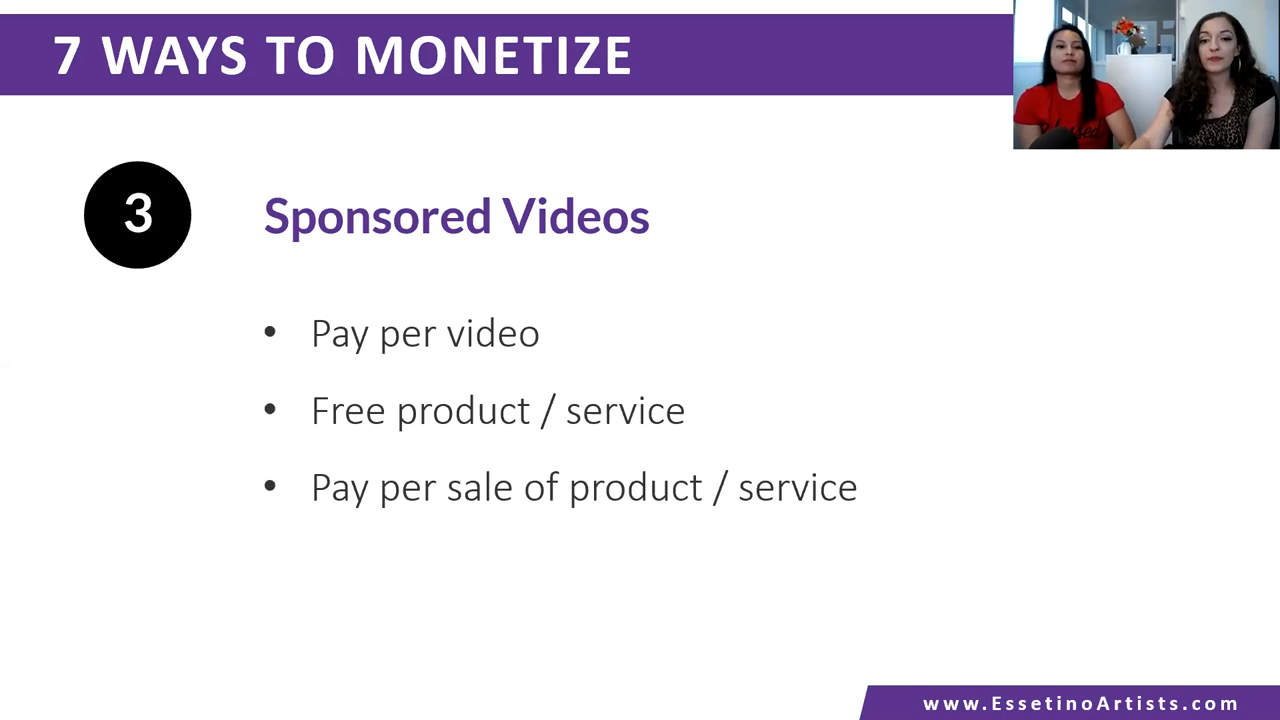 7 WAYS TO MONETIZE
3
Sponsored Videos
• Pay per video
• Free product / service
• Pay per sale of product / service
www.EssetinoArtists.com